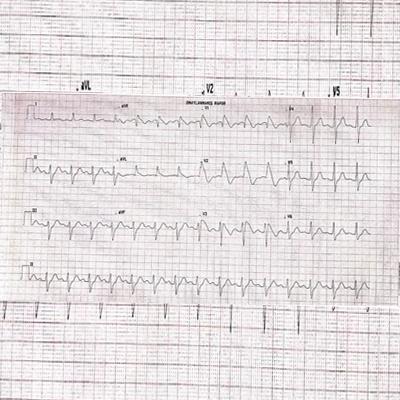 aVL V2 V5
I aVR V1 V4
II aVL V2 V5
III aVF V3 V6
II